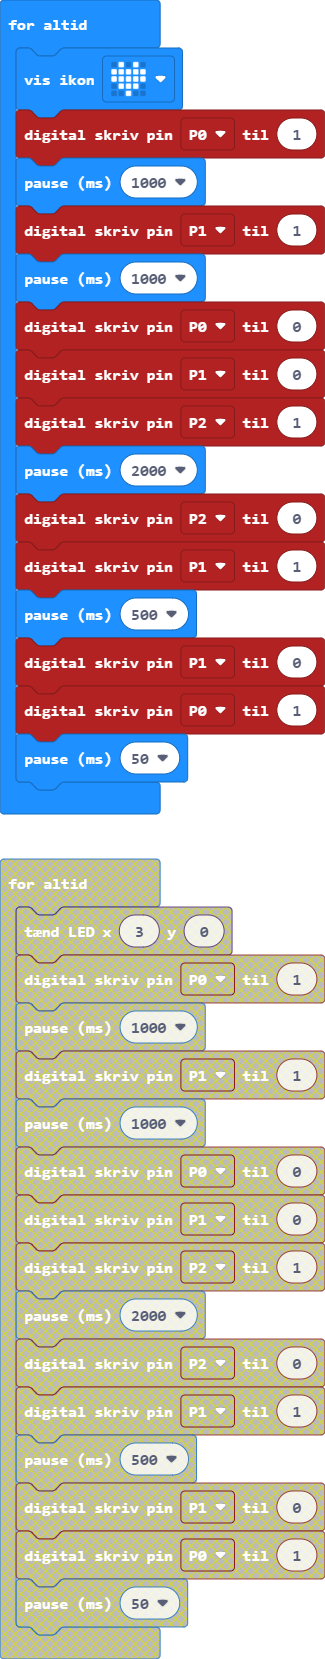 for altid
vis ikon
digital skriv pin P0 til 1
pause (ms) 1000
digital skriv pin P1 til 1
pause (ms) 1000
digital skriv pin P0 til 0
digital skriv pin P1 til 0
digital skriv pin P2 til 1
pause (ms) 2000
digital skriv pin P2 til 0
digital skriv pin P1 til 1
pause (ms) 500
digital skriv pin P1 til 0
digital skriv pin P0 til 1
pause (ms) 50
for altid
tænd LED x 3 y 0
digital skriv pin P0 til 1
pause (ms) 1000
digital skriv pin P1 til 1
pause (ms) 1000
digital skriv pin P0 til 0
digital skriv pin P1 til 0
digital skriv pin P2 til 1
pause (ms) 2000
digital skriv pin P2 til 0
digital skriv pin P1 til 1
pause (ms) 500
digital skriv pin P1 til 0
digital skriv pin P0 til 1
pause (ms) 50